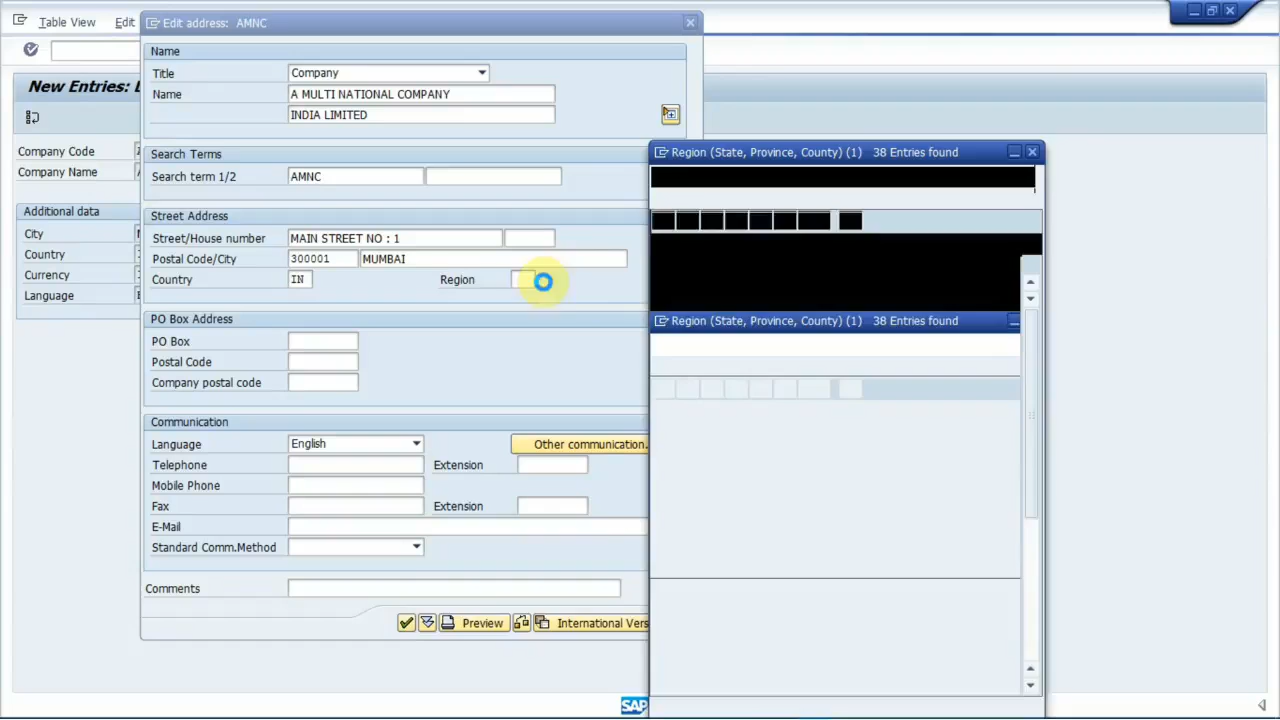 Table View Edit
Edit address: AMNC
New Entries:
Company Code
Company Name
Additional data
City
Country
Currency
Language
Name
Title Company
Name A MULTI NATIONAL COMPANY
INDIA LIMITED
Search Terms
Search term 1/2 AMNC
Street Address
Street/House number MAIN STREET NO : 1
Postal Code/City 300001 MUMBAI
Country IN Region
PO Box Address
PO Box
Postal Code
Company postal code
Communication
Language English Other communication.
Telephone Extension
Mobile Phone
Fax Extension
E-Mail
Standard Comm.Method
Comments
Preview International Vers
Region (State, Province, County) (1) 38 Entries found
Region (State, Province, County) (1) 38 Entries found
SAP